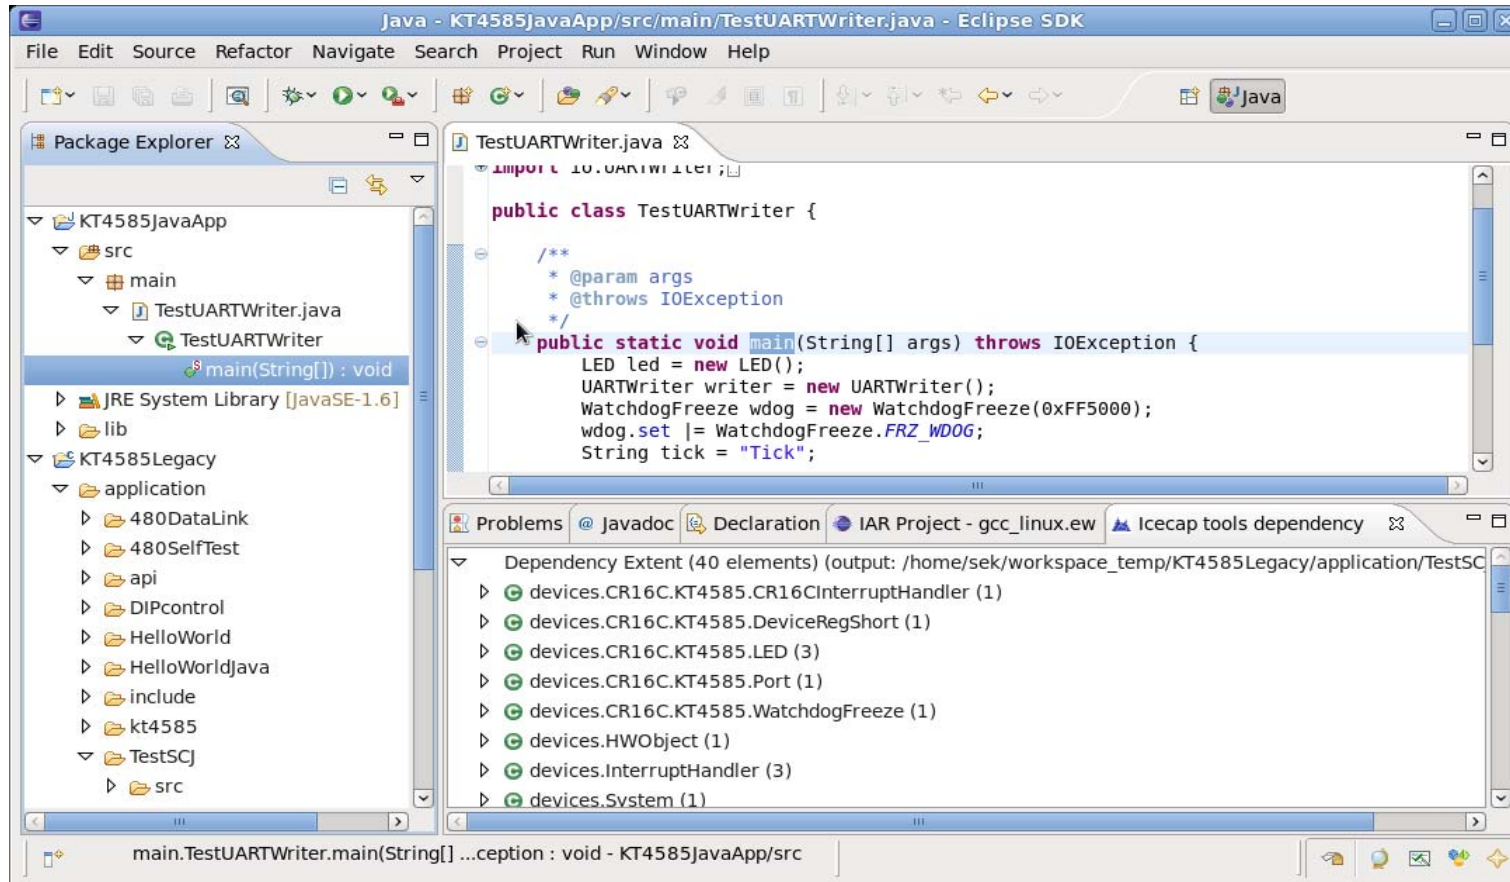 Java - KT4585JavaApp/src/main/TestUARTWriter.java - Eclipse SDK
File Edit Source Refactor Navigate Search Project Run Window Help
Java
Package Explorer
KT4585JavaApp
src
main
TestUARTWriter.java
TestUARTWriter
main(String[]) : void
JRE System Library [JavaSE-1.6]
lib
KT4585Legacy
application
480DataLink
480SelfTest
api
DIPcontrol
HelloWorld
HelloWorldJava
include
kt4585
TestSCJ
src
TestUARTWriter.java
import io.UARTWriter;
public class TestUARTWriter {
/**
* @param args
* @throws IOException
*/
public static void main(String[] args) throws IOException {
LED led = new LED();
UARTWriter writer = new UARTWriter();
WatchdogFreeze wdog = new WatchdogFreeze(0xFF5000);
wdog.set |= WatchdogFreeze.FRZ_WDOG;
String tick = "Tick";
Problems @ Javadoc Declaration IAR Project - gcc_linux.ew Icecap tools dependency
Dependency Extent (40 elements) (output: /home/sek/workspace_temp/KT4585Legacy/application/TestSC
devices.CR16C.KT4585.CR16CInterruptHandler (1)
devices.CR16C.KT4585.DeviceRegShort (1)
devices.CR16C.KT4585.LED (3)
devices.CR16C.KT4585.Port (1)
devices.CR16C.KT4585.WatchdogFreeze (1)
devices.HWObject (1)
devices.InterruptHandler (3)
devices.System (1)
main.TestUARTWriter.main(String[] ...ception : void - KT4585JavaApp/src